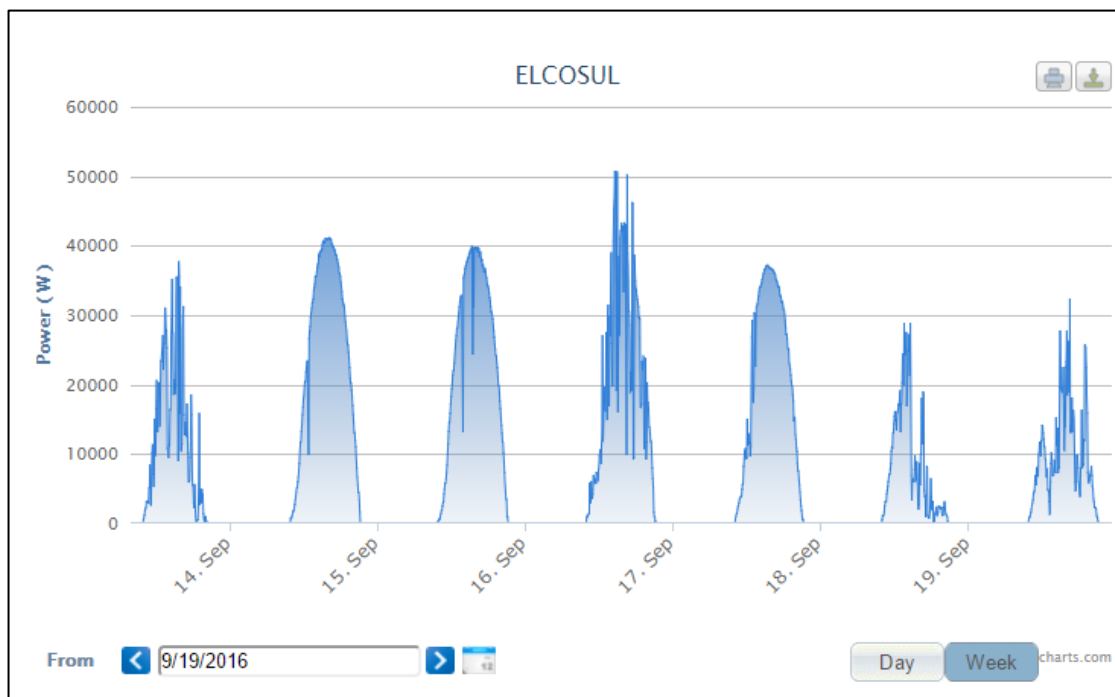 ELCOSUL
60000
50000
40000
30000
20000
10000
0
Power (W)
14. Sep
15. Sep
16. Sep
17. Sep
18. Sep
19. Sep
From
9/19/2016
12
Day
Week
charts.com